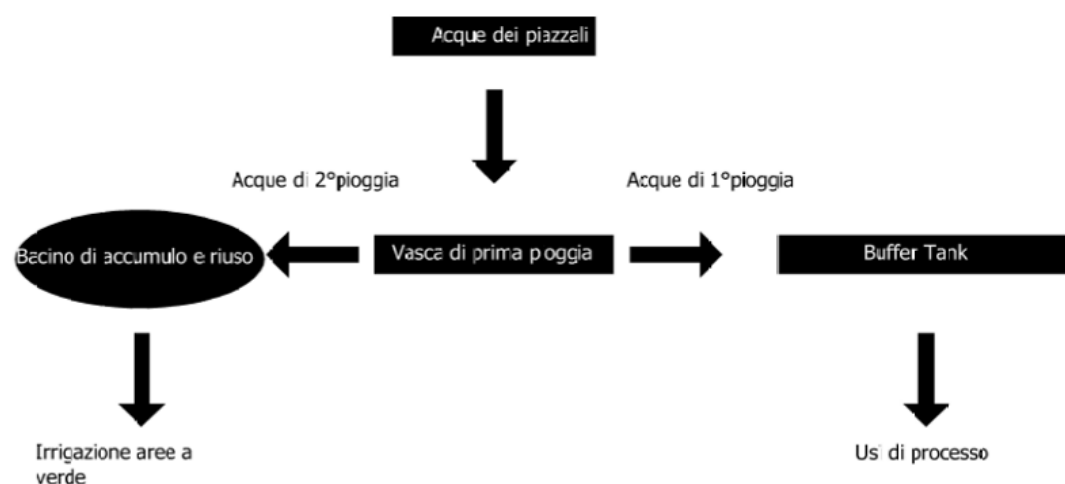 Acque dei piazzali
Acque di 2°pioggia
Acque di 1°pioggia
Bacino di accumulo e riuso
Vasca di prima pioggia
Buffer Tank
Irrigazione aree a
verde
Usi di processo